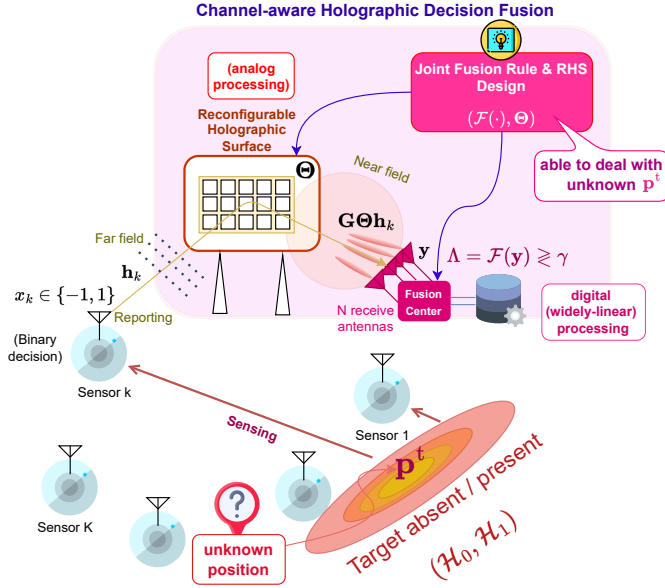 Channel-aware Holographic Decision Fusion
(analog
processing)
Joint Fusion Rule & RHS
Design
(F(·), Θ)
Reconfigurable
Holographic
Surface
Θ
Near field
able to deal with
unknown p^t
Far field
GΘh_k
h_k
y
Λ = F(y) ≷ γ
x_k ∈ {-1, 1}
Reporting
Fusion
Center
N receive
antennas
digital
(widely-linear)
processing
(Binary
decision)
Sensor k
Sensing
Sensor 1
p^t
Target absent / present
(H_0, H_1)
?
Sensor K
unknown
position